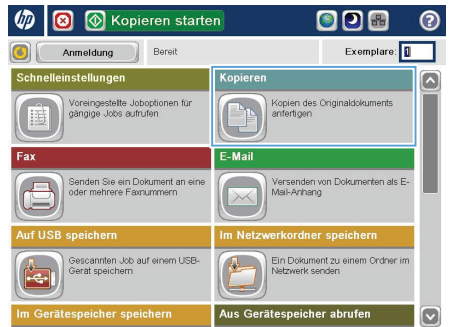 hp Kopieren starten ?
Anmeldung Bereit Exemplare: 1
Schnelleinstellungen
Voreingestellte Joboptionen für
gängige Jobs aufrufen
Kopieren
Kopien des Originaldokuments
anfertigen
Fax
Senden Sie ein Dokument an eine
oder mehrere Faxnummern
E-Mail
Versenden von Dokumenten als E-
Mail-Anhang
Auf USB speichern
Gescannten Job auf einem USB-
Gerät speichern
Im Netzwerkordner speichern
Ein Dokument zu einem Ordner im
Netzwerk senden
Im Gerätespeicher speichern
Aus Gerätespeicher abrufen